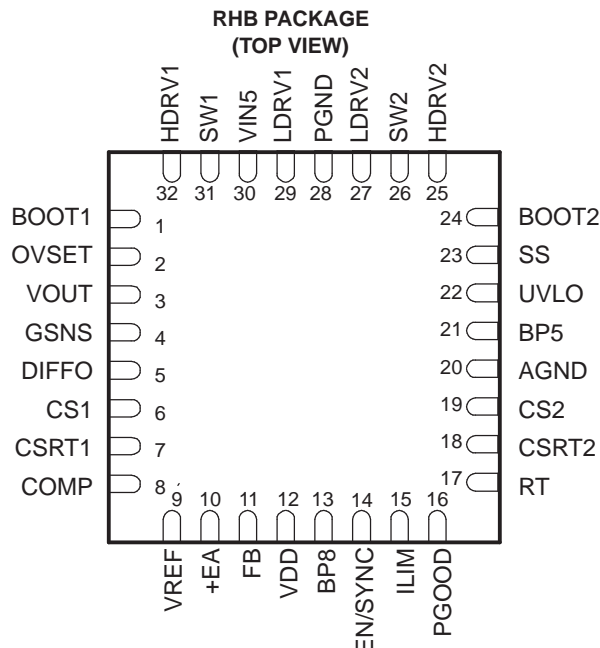 RHB PACKAGE
(TOP VIEW)
HDRV1
SW1
VIN5
LDRV1
PGND
LDRV2
SW2
HDRV2
32 31 30 29 28 27 26 25
BOOT1 1
OVSET 2
VOUT 3
GSNS 4
DIFFO 5
CS1 6
CSRT1 7
COMP 8
24 BOOT2
23 SS
22 UVLO
21 BP5
20 AGND
19 CS2
18 CSRT2
17 RT
9 10 11 12 13 14 15 16
VREF
+EA
FB
VDD
BP8
EN/SYNC
ILIM
PGOOD